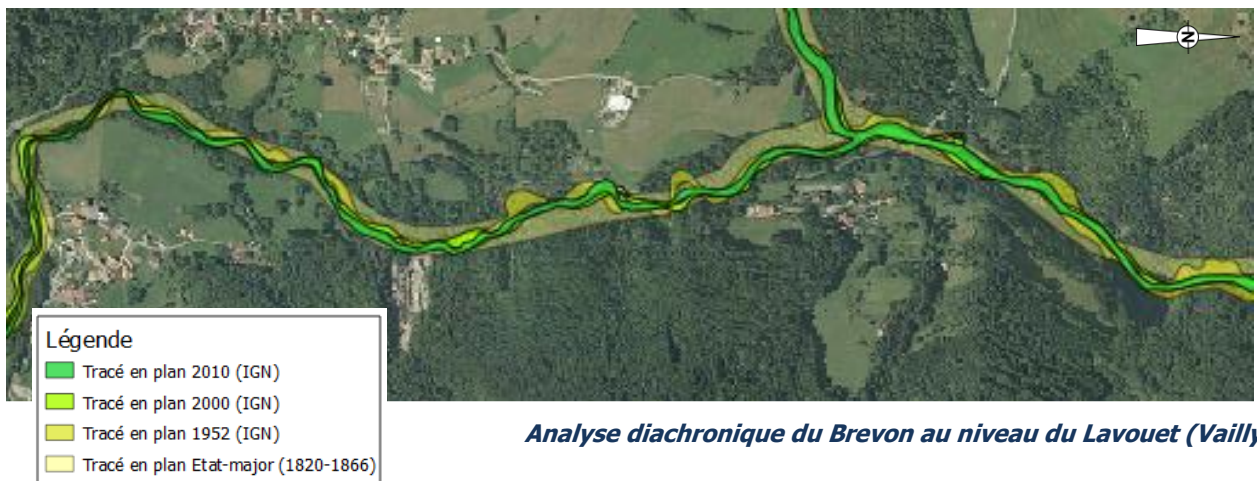 N
Légende
Tracé en plan 2010 (IGN)
Tracé en plan 2000 (IGN)
Tracé en plan 1952 (IGN)
Tracé en plan Etat-major (1820-1866)
Analyse diachronique du Brevon au niveau du Lavouet (Vailly